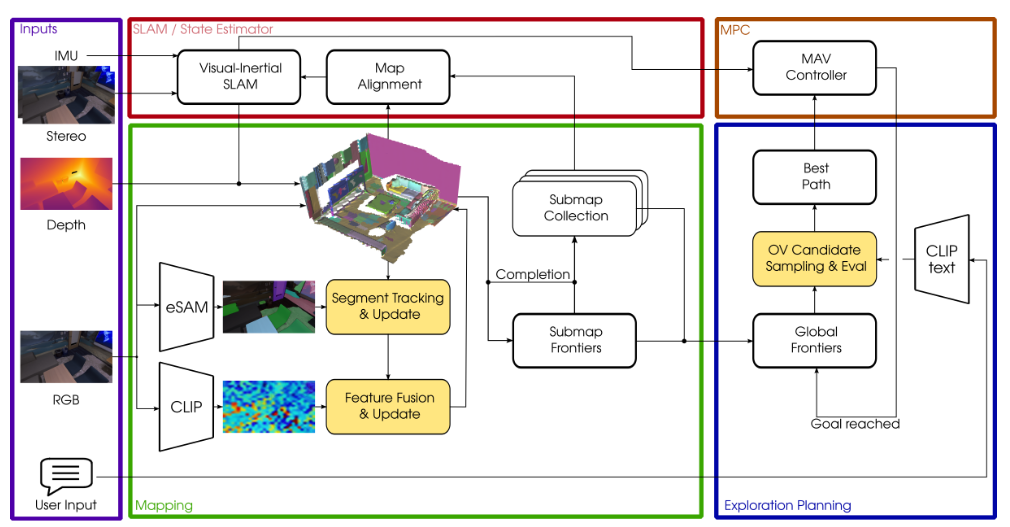 Inputs
IMU
Stereo
Depth
RGB
User Input
SLAM / State Estimator
Visual-Inertial
SLAM
Map
Alignment
MPC
MAV
Controller
Submap
Collection
Completion
eSAM
Segment Tracking
& Update
Submap
Frontiers
CLIP
Feature Fusion
& Update
Mapping
Best
Path
OV Candidate
Sampling & Eval
CLIP
text
Global
Frontiers
Goal reached
Exploration Planning